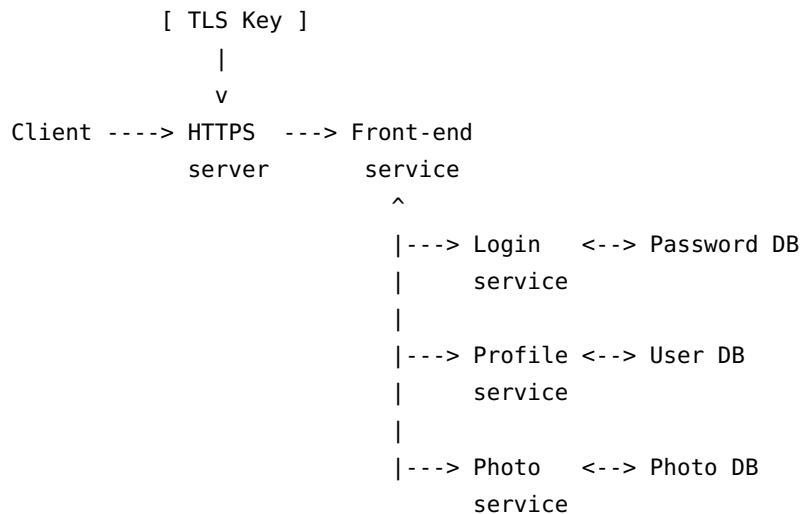 [ TLS Key ]
|
v
Client ----> HTTPS ---> Front-end
server service
^
|---> Login <--> Password DB
| service
|
|---> Profile <--> User DB
| service
|
|---> Photo <--> Photo DB
service